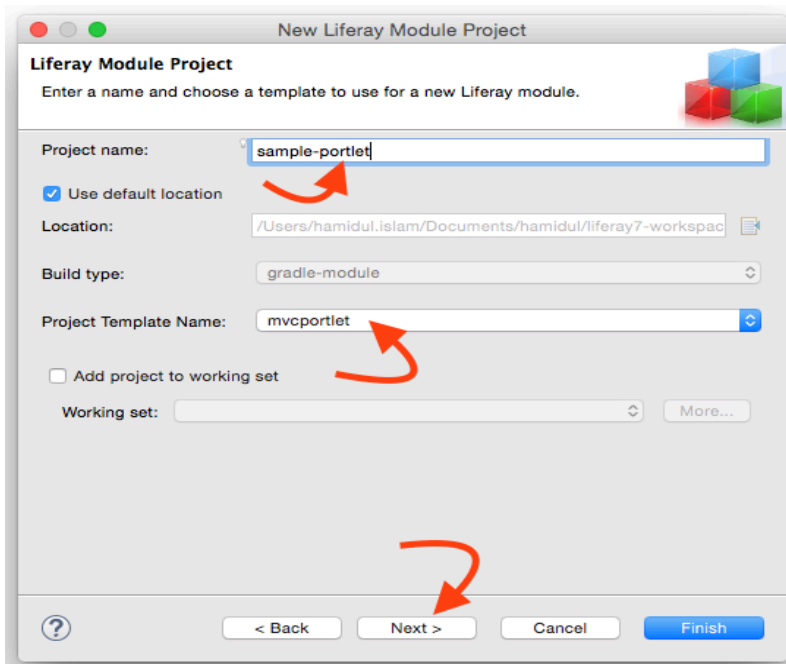 New Liferay Module Project
Liferay Module Project
Enter a name and choose a template to use for a new Liferay module.
Project name: sample-portlet
Use default location
Location: /Users/hamidul.islam/Documents/hamidul/liferay7-workspac
Build type: gradle-module
Project Template Name: mvcportlet
Add project to working set
Working set: More...
? < Back Next > Cancel Finish